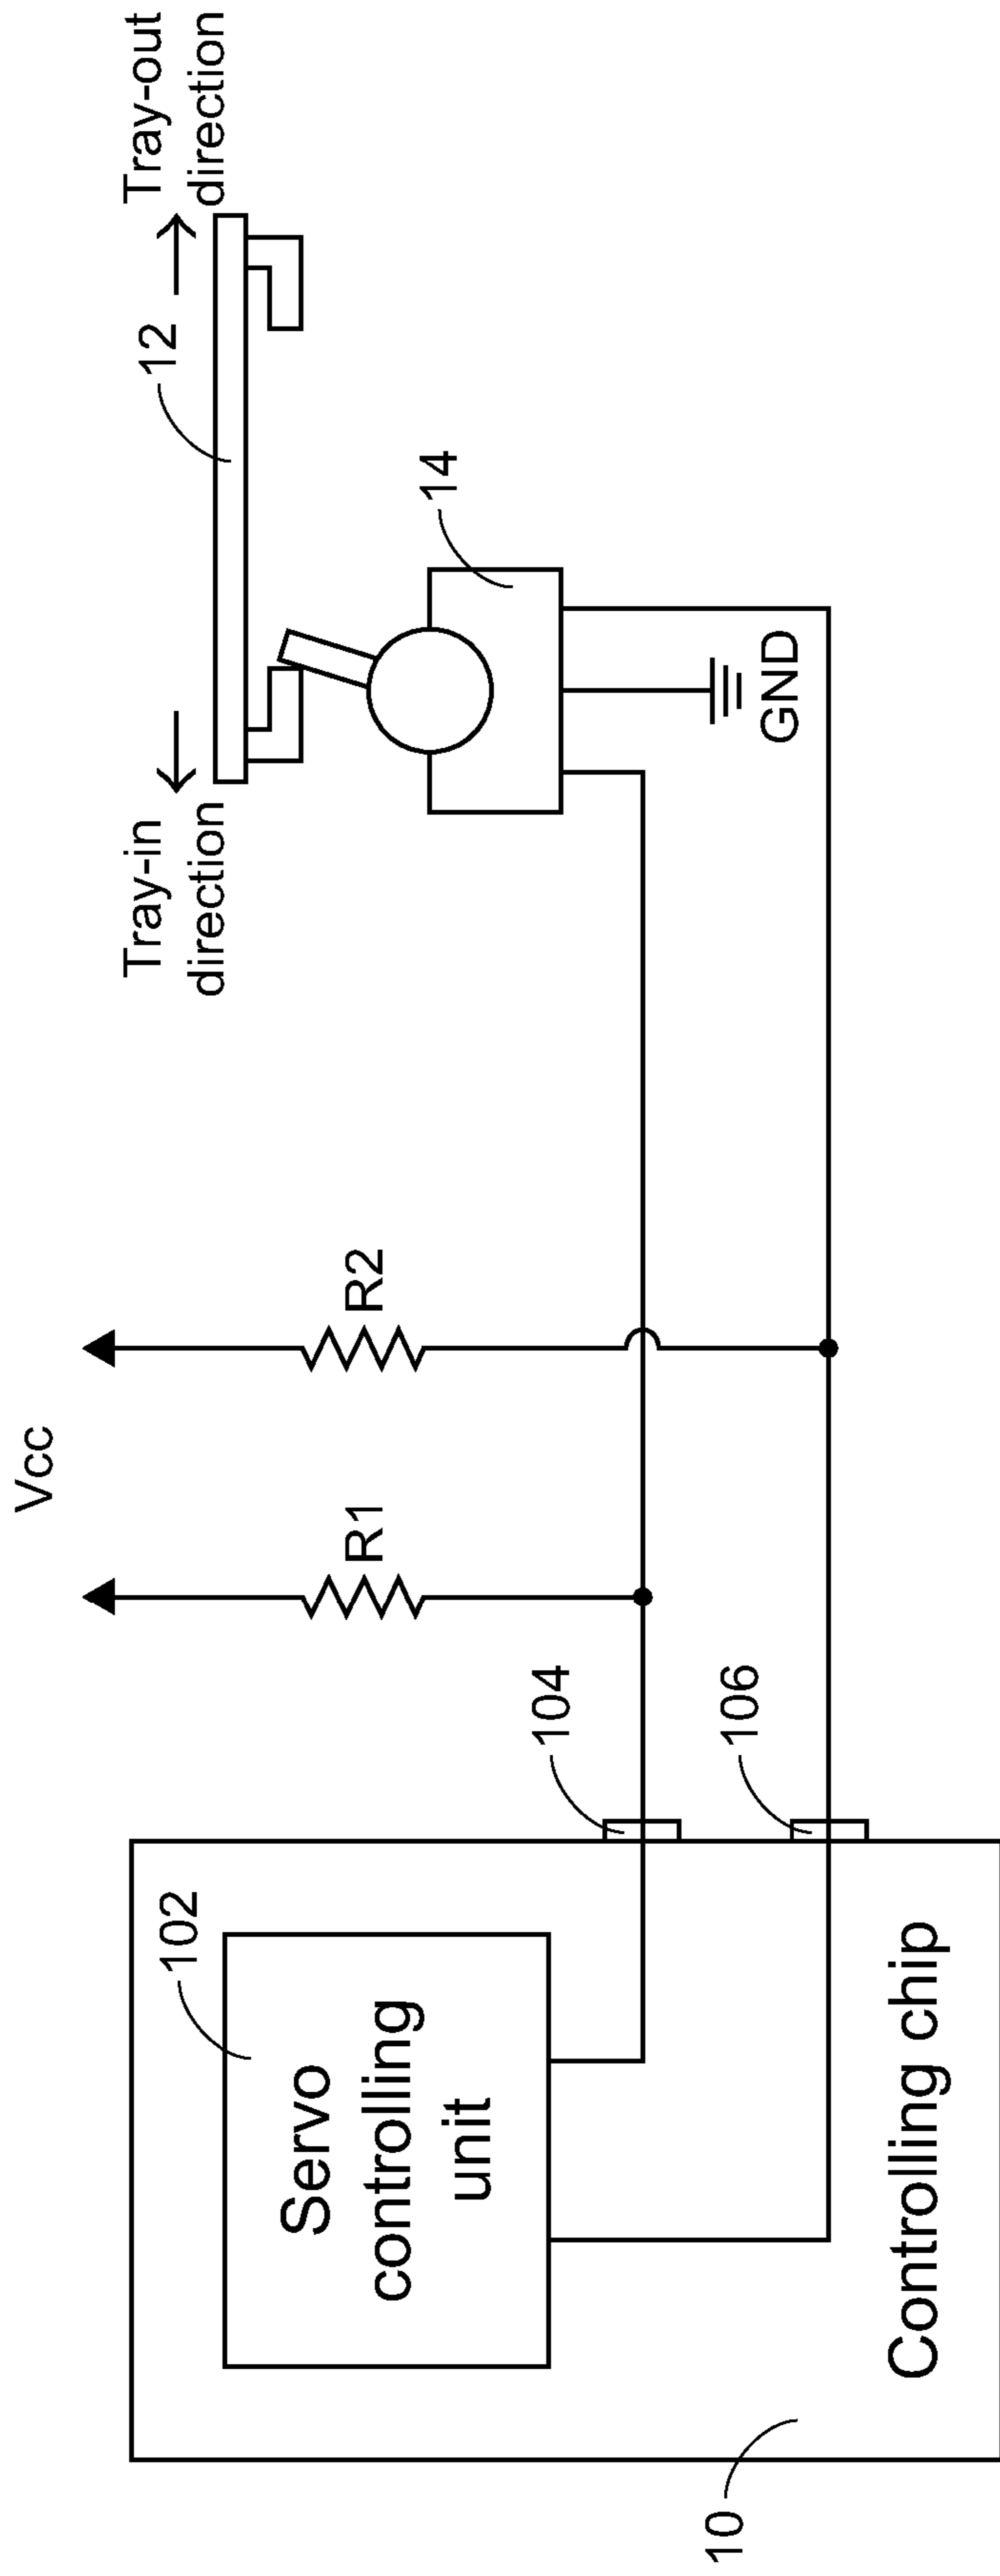 Vcc
Tray-in
direction
12
Tray-out
direction
R1
R2
14
102
Servo
controlling
unit
104
106
GND
Controlling chip
10